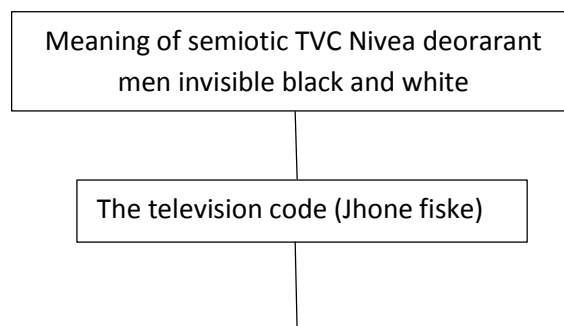 Meaning of semiotic TVC Nivea deorarant
men invisible black and white
The television code (Jhone fiske)